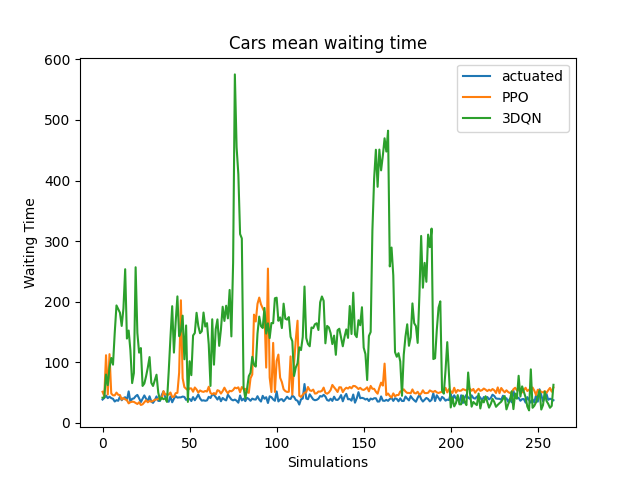 Cars mean waiting time
actuated
PPO
3DQN
Waiting Time
600
500
400
300
200
100
0
0 50 100 150 200 250
Simulations